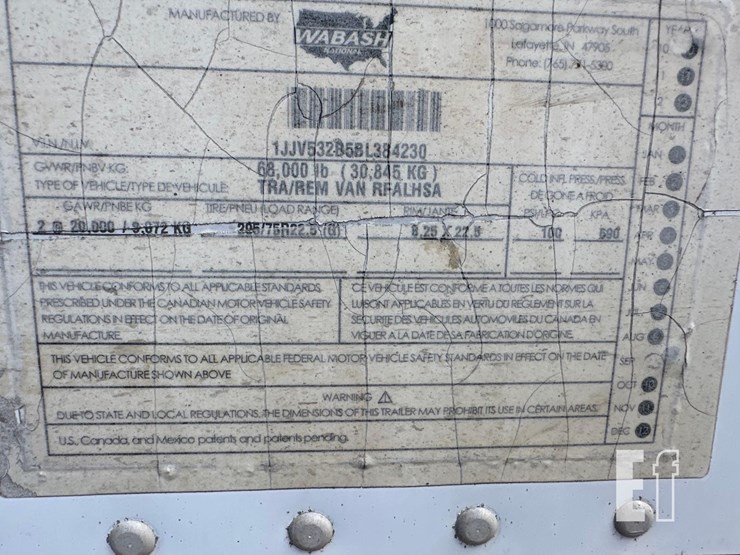 MANUFACTURED BY
WABASH
NATIONAL
1000 Sagamore Parkway South
Lafayette, IN 47905
Phone: (765)
YEAR
10
11
12
V.I.N./N.I.V.
1JJV532B5BL384230
GVWR/PNBV-KG:
68,000 lb (30,845 KG)
TYPE OF VEHICLE/TYPE DE VEHICULE:
TRA/REM VAN RFALHSA
COLD INFL. PRESS/PRESS.
DE GONF. A FROID
GAWR/PNBE KG
TIRE/PNEU (LOAD RANGE)
RIM/JANTE
PSI/LPC
KPA
2 @ 20,000 / 9,072 KG
295/75R22.5 (G)
8.25 X 22.5
100
690
MONTH
JAN
FEB
MAR
APR
MAY
JUN
JUL
AUG
SEP
OCT
NOV
DEC
THIS VEHICLE CONFORMS TO ALL APPLICABLE STANDARDS
PRESCRIBED UNDER THE CANADIAN MOTOR VEHICLE SAFETY
REGULATIONS IN EFFECT ON THE DATE OF ORIGINAL
MANUFACTURE
CE VEHICULE EST CONFORME A TOUTES LES NORMES QUI
LUI SONT APPLICABLES EN VERTU DU REGLEMENT SUR LA
SECURITE DES VEHICULES AUTOMOVILES DU CANADA EN
VIGUER A LA DATE DE SA FABRICATION D'ORIGINE.
THIS VEHICLE CONFORMS TO ALL APPLICABLE FEDERAL MOTOR VEHICLE SAFETY STANDARDS IN EFFECT ON THE DATE
OF MANUFACTURE SHOWN ABOVE
WARNING
DUE TO STATE AND LOCAL REGULATIONS, THE DIMENSIONS OF THIS TRAILER MAY PROHIBIT ITS USE IN CERTAIN AREAS.
U.S., Canada, and Mexico patents and patents pending.
Ef